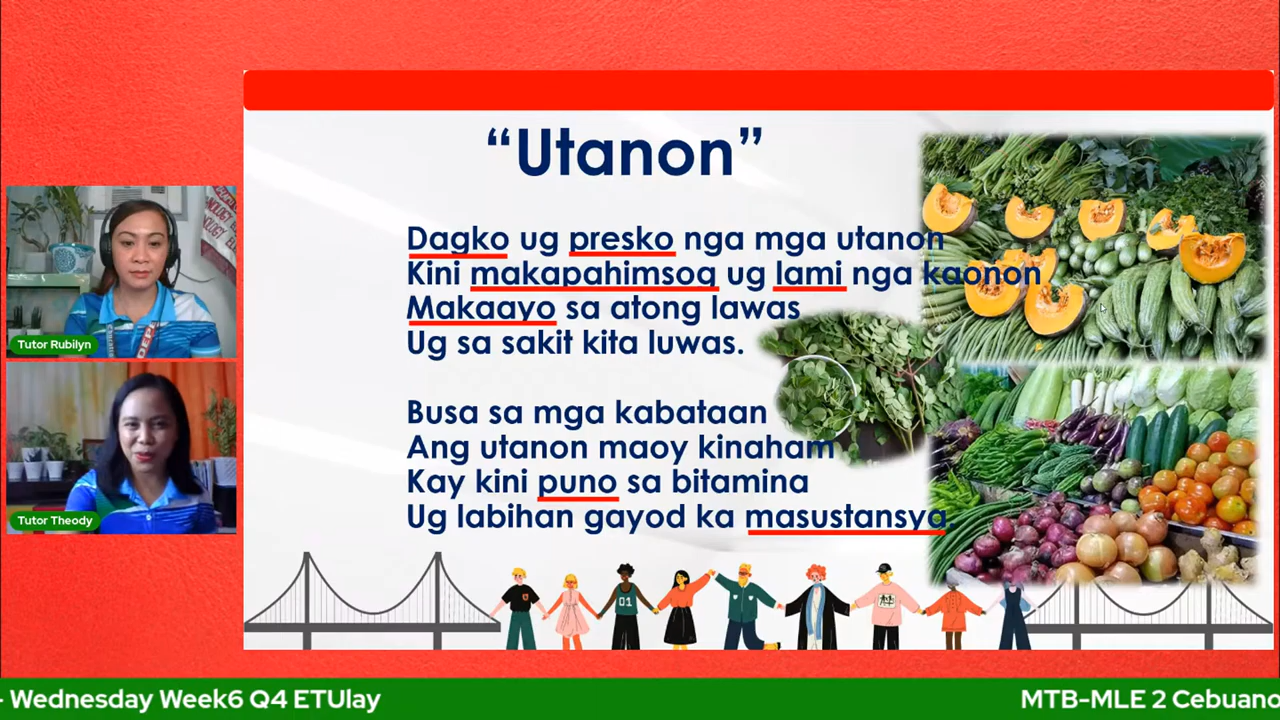 “Utanon”
Dagko ug presko nga mga utanon
Kini makapahimsog ug lami nga kaonon
Makaayo sa atong lawas
Ug sa sakit kita luwas.
Busa sa mga kabataan
Ang utanon maoy kinaham
Kay kini puno sa bitamina
Ug labihan gayod ka masustansya.
Tutor Rubilyn
Tutor Theody
- Wednesday Week6 Q4 ETUlay
MTB-MLE 2 Cebuano
01